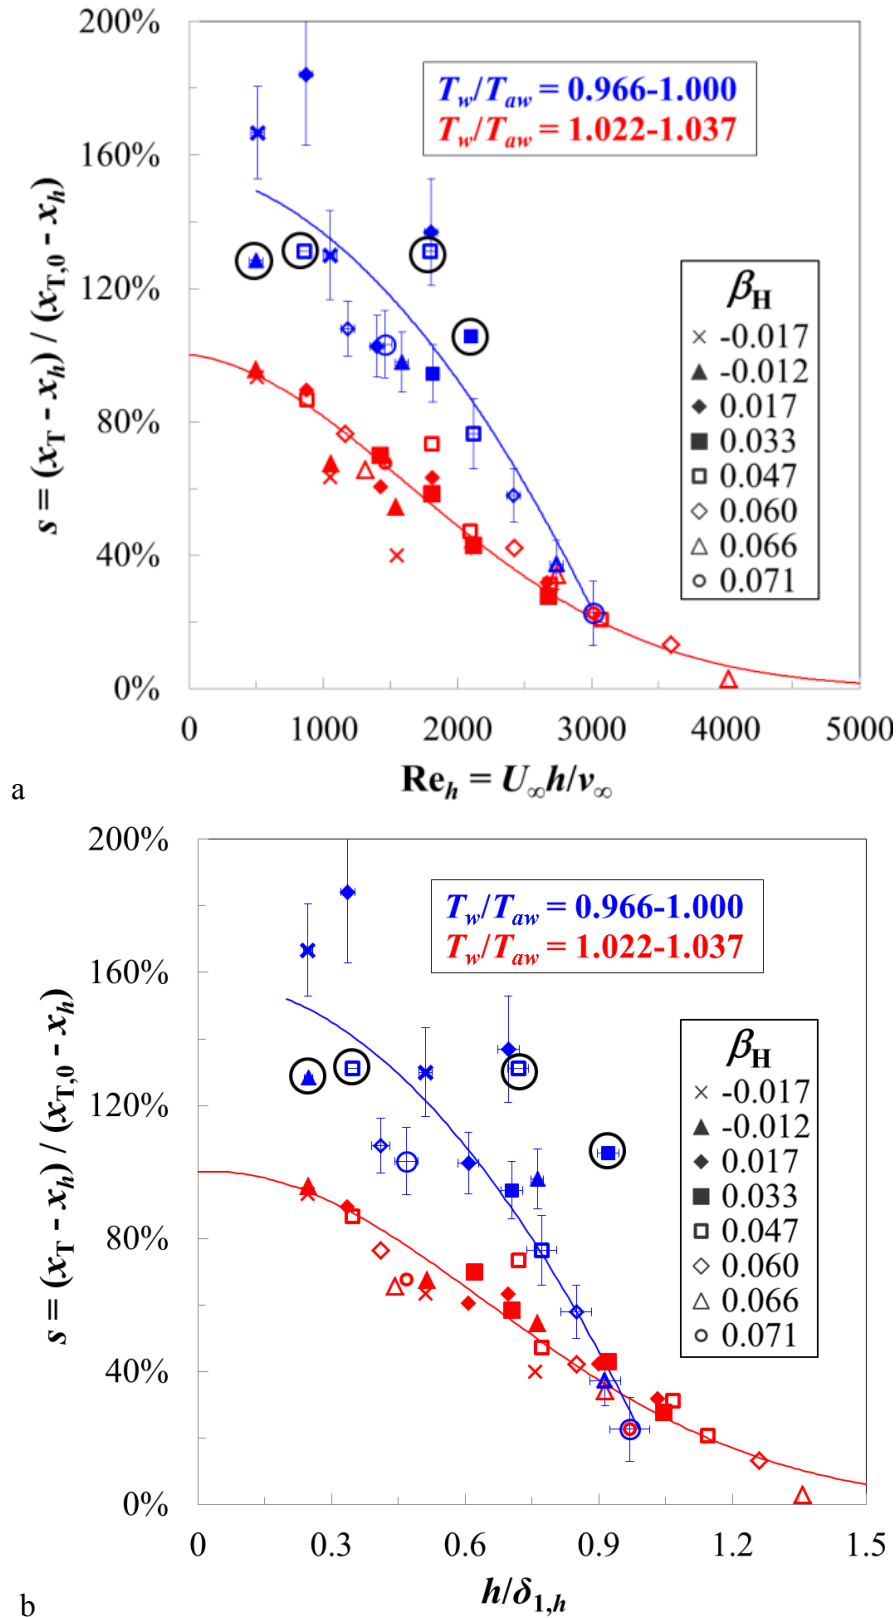 200%
160%
120%
80%
40%
0%
s = (xT - xh) / (xT,0 - xh)
Tw/Taw = 0.966-1.000
Tw/Taw = 1.022-1.037
βH
-0.017
-0.012
0.017
0.033
0.047
0.060
0.066
0.071
0 1000 2000 3000 4000 5000
Reh = U∞h/ν∞
a
200%
160%
120%
80%
40%
0%
s = (xT - xh) / (xT,0 - xh)
Tw/Taw = 0.966-1.000
Tw/Taw = 1.022-1.037
βH
-0.017
-0.012
0.017
0.033
0.047
0.060
0.066
0.071
0 0.3 0.6 0.9 1.2 1.5
h/δ1,h
b